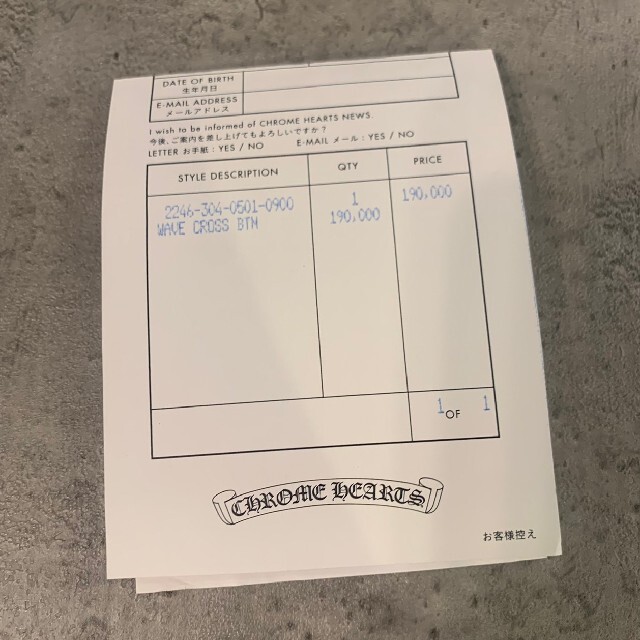 DATE OF BIRTH
生年月日
E-MAIL ADDRESS
メールアドレス
I wish to be informed of CHROME HEARTS NEWS.
今後、ご案内を差し上げてもよろしいですか？
LETTER お手紙 : YES / NO E-MAIL メール : YES / NO
STYLE DESCRIPTION QTY PRICE
2246-304-0501-0900 1 190,000
WAVE CROSS BTN 190,000
1 OF 1
CHROME HEARTS
お客様控え